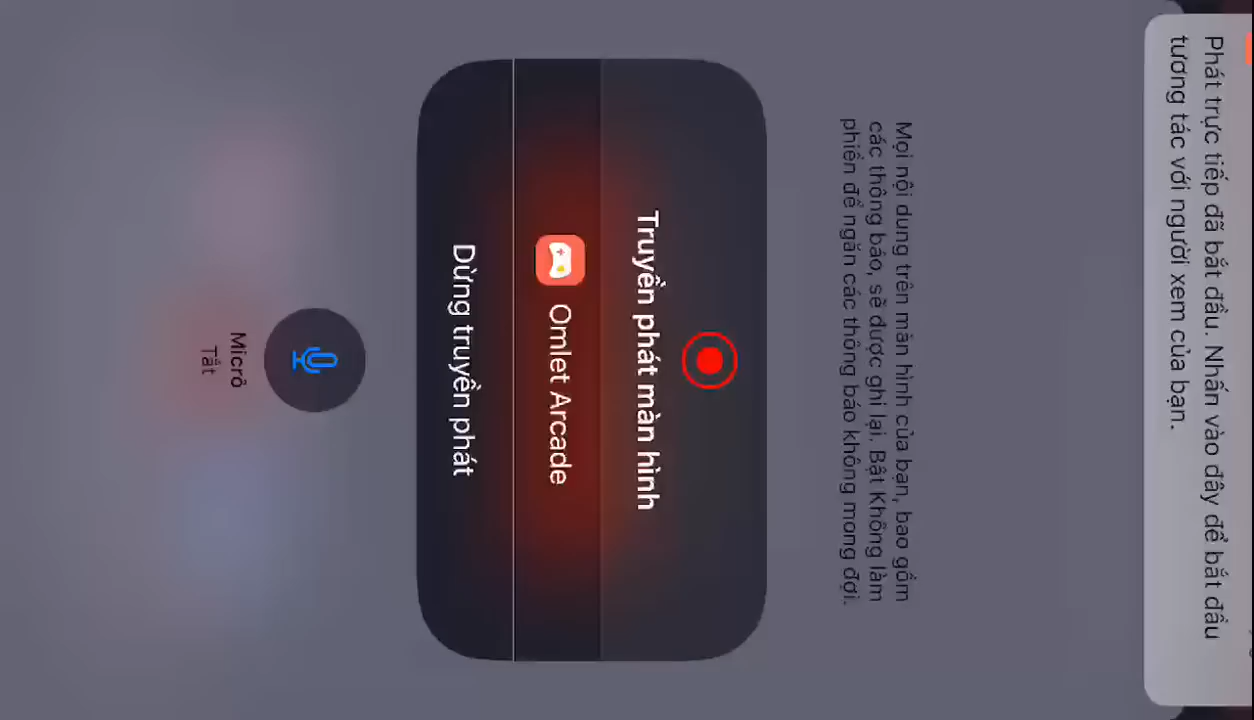 Phát trực tiếp đã bắt đầu. Nhấn vào đây để bắt đầu
tương tác với người xem của bạn.
Mọi nội dung trên màn hình của bạn, bao gồm
các thông báo, sẽ được ghi lại. Bật Không làm
phiền để ngăn các thông báo không mong đợi.
Truyền phát màn hình
Omlet Arcade
Dừng truyền phát
Micrô
Tắt